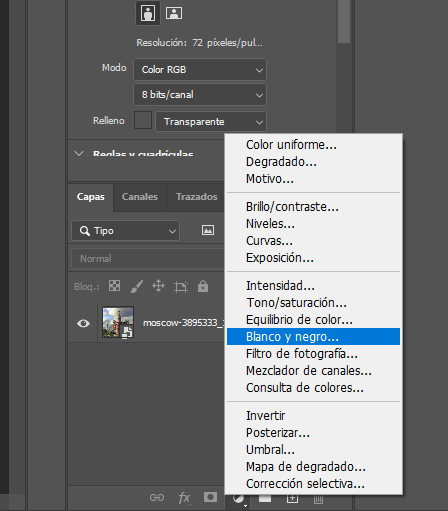 Resolución: 72 píxeles/pul...
Modo
Color RGB
8 bits/canal
Relleno
Transparente
Reglas y cuadrículas
Capas
Canales
Trazados
Tipo
Normal
Bloq.:
moscow-3895333_
Color uniforme...
Degradado...
Motivo...
Brillo/contraste...
Niveles...
Curvas...
Exposición...
Intensidad...
Tono/saturación...
Equilibrio de color...
Blanco y negro...
Filtro de fotografía...
Mezclador de canales...
Consulta de colores...
Invertir
Posterizar...
Umbral...
Mapa de degradado...
Corrección selectiva...
fx